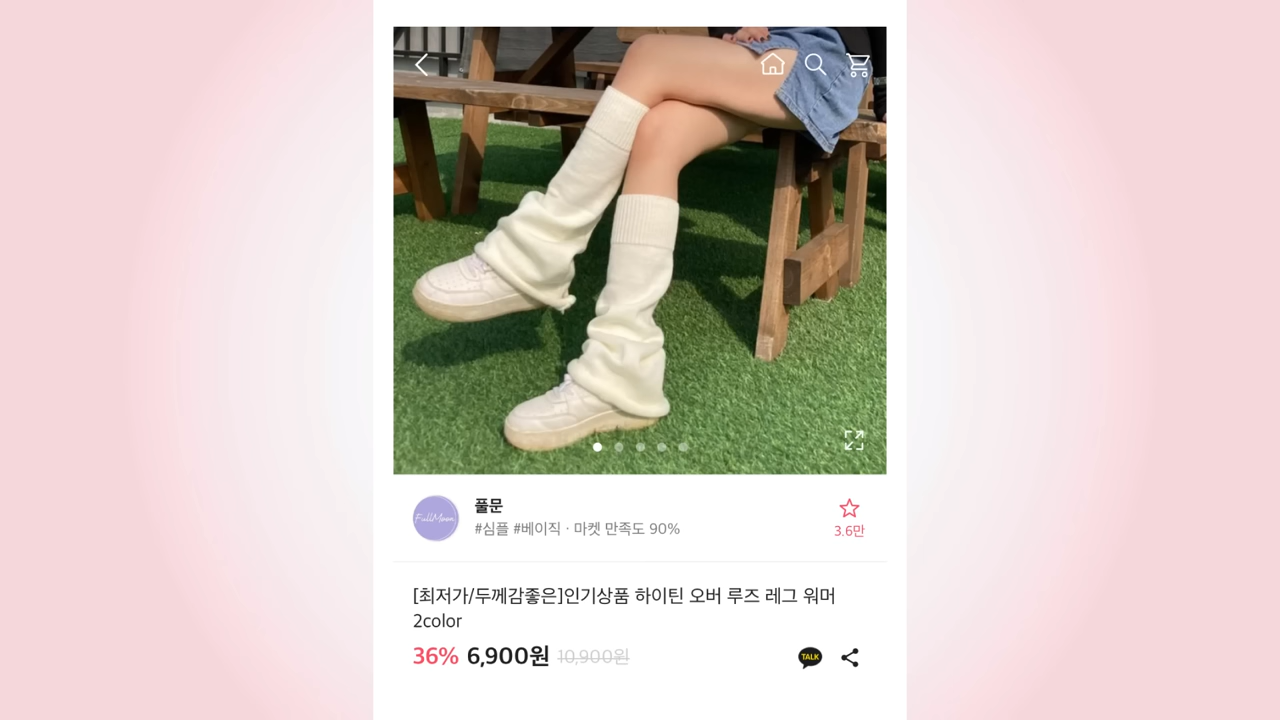 FullMoon
풀문
#심플 #베이직 · 마켓 만족도 90%
3.6만
[최저가/두께감좋은]인기상품 하이틴 오버 루즈 레그 워머
2color
36% 6,900원 10,900원
TALK